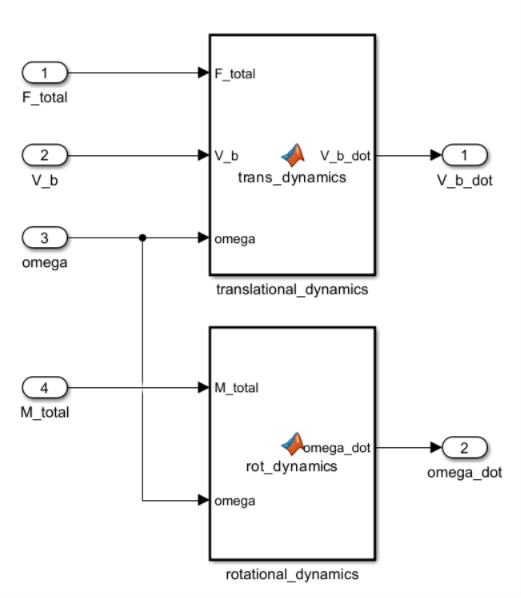 1
F_total
2
V_b
3
omega
4
M_total
F_total
V_b
V_b_dot
trans_dynamics
omega
translational_dynamics
M_total
omega_dot
rot_dynamics
omega
rotational_dynamics
1
V_b_dot
2
omega_dot